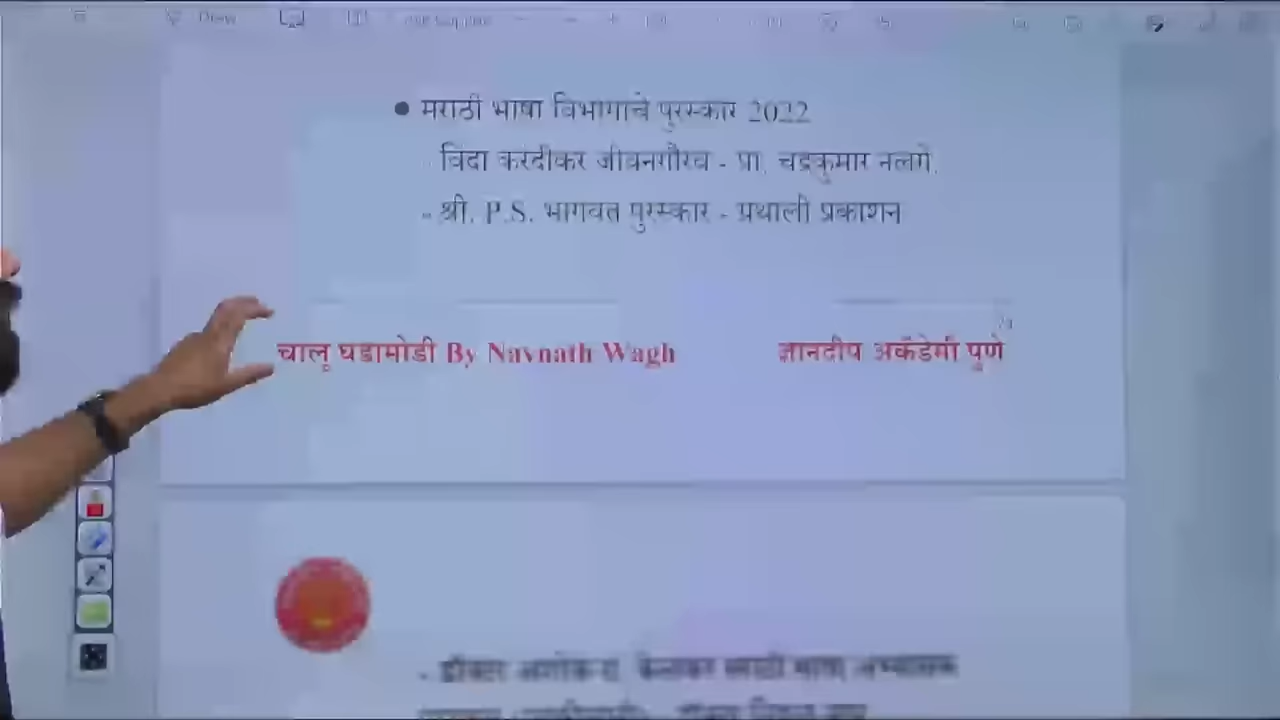 Draw
• मराठी भाषा विभागाचे पुरस्कार 2022
- विंदा करंदीकर जीवनगौरव - प्रा. चंद्रकुमार नलगे.
- श्री. P.S. भागवत पुरस्कार - ग्रंथाली प्रकाशन
चालू घडामोडी By Navnath Wagh ज्ञानदीप अकॅडेमी पुणे